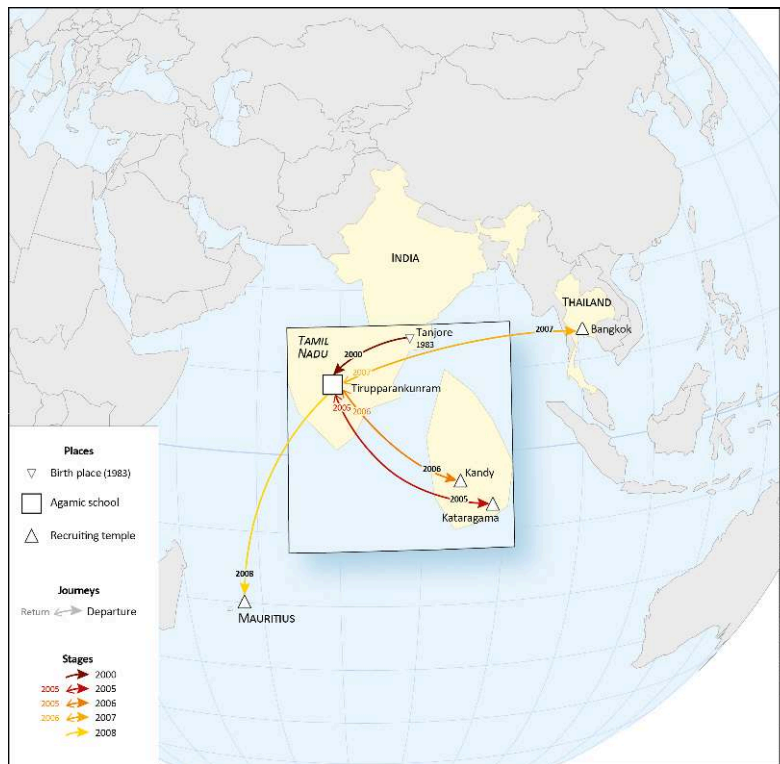 INDIA
THAILAND
Bangkok
2007
TAMIL
NADU
Tanjore
1983
2000
2007
Tirupparankunram
2005
2006
2006
Kandy
2005
Kataragama
2008
MAURITIUS
Places
Birth place (1983)
Agamic school
Recruiting temple
Journeys
Return Departure
Stages
2000
2005 2005
2005 2006
2006 2007
2008